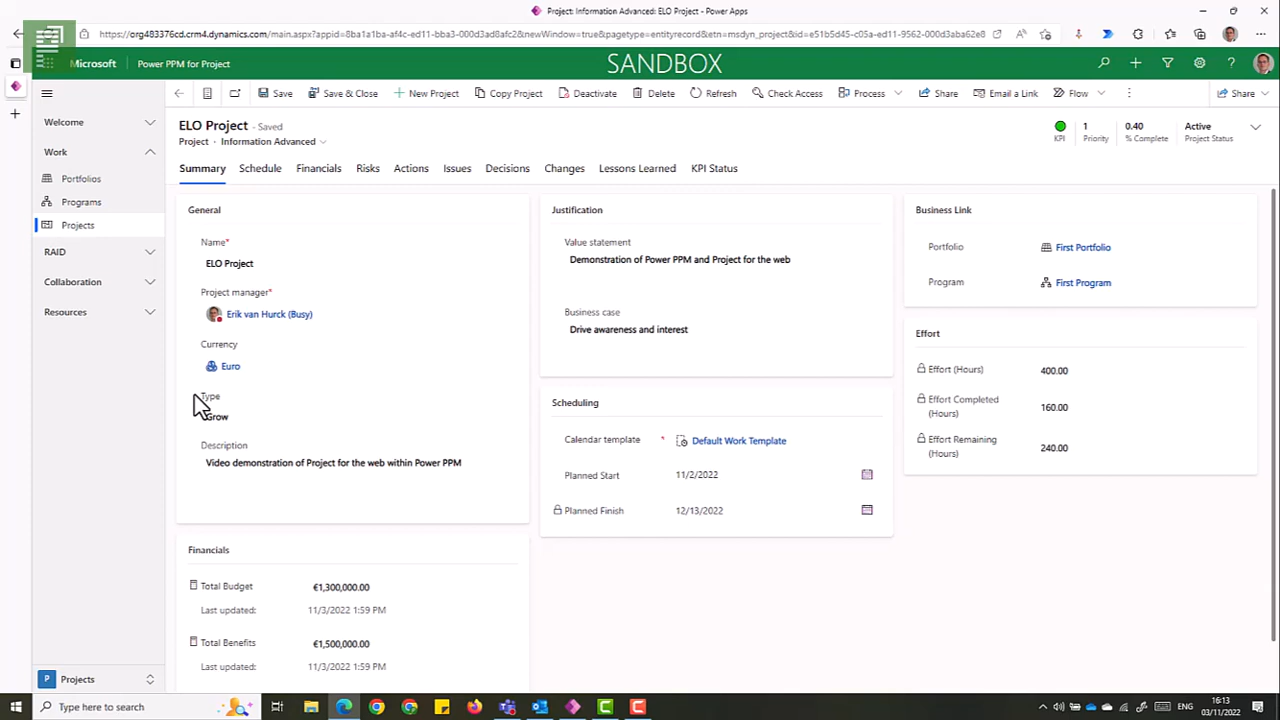 Project: Information Advanced: ELO Project - Power Apps
https://org483376cd.crm4.dynamics.com/main.aspx?appid=8ba1a1ba-af4c-ed11-bba3-000d3ad8afc2&newWindow=true&pagetype=entityrecord&etn=msdyn_project&id=e51b5d45-c05a-ed11-9562-000d3aba62e8
Microsoft Power PPM for Project SANDBOX
Save Save & Close New Project Copy Project Deactivate Delete Refresh Check Access Process Share Email a Link Flow Share
Welcome
Work
Portfolios
Programs
Projects
RAID
Collaboration
Resources
P Projects
ELO Project - Saved
Project · Information Advanced
KPI
1
Priority
0.40
% Complete
Active
Project Status
Summary Schedule Financials Risks Actions Issues Decisions Changes Lessons Learned KPI Status
General
Name*
ELO Project
Project manager*
Erik van Hurck (Busy)
Currency
Euro
Type
Grow
Description
Video demonstration of Project for the web within Power PPM
Financials
Total Budget €1,300,000.00
Last updated: 11/3/2022 1:59 PM
Total Benefits €1,500,000.00
Last updated: 11/3/2022 1:59 PM
Justification
Value statement
Demonstration of Power PPM and Project for the web
Business case
Drive awareness and interest
Scheduling
Calendar template * Default Work Template
Planned Start 11/2/2022
Planned Finish 12/13/2022
Business Link
Portfolio First Portfolio
Program First Program
Effort
Effort (Hours) 400.00
Effort Completed (Hours) 160.00
Effort Remaining (Hours) 240.00
Type here to search
ENG
16:13
03/11/2022